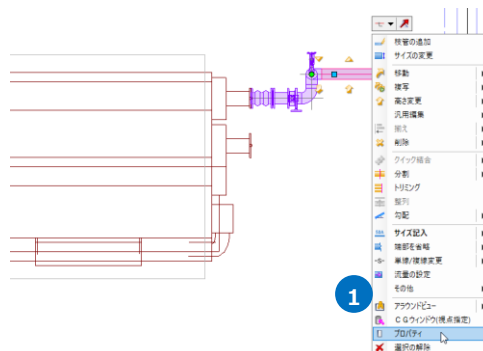 枝管の追加
サイズの変更
移動
複写
高さ変更
汎用編集
揃え
削除
クイック結合
分割
トリミング
整列
勾配
サイズ記入
端部を省略
単線/複線変更
流量の設定
その他
1
アラウンドビュー
CGウィンドウ(視点指定)
プロパティ
選択の解除